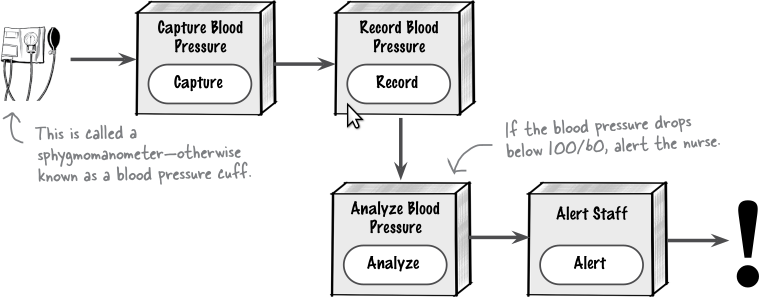 Capture Blood
Pressure
Capture
Record Blood
Pressure
Record
This is called a
sphygmomanometer—otherwise
known as a blood pressure cuff.
If the blood pressure drops
below 100/60, alert the nurse.
Analyze Blood
Pressure
Analyze
Alert Staff
Alert
!